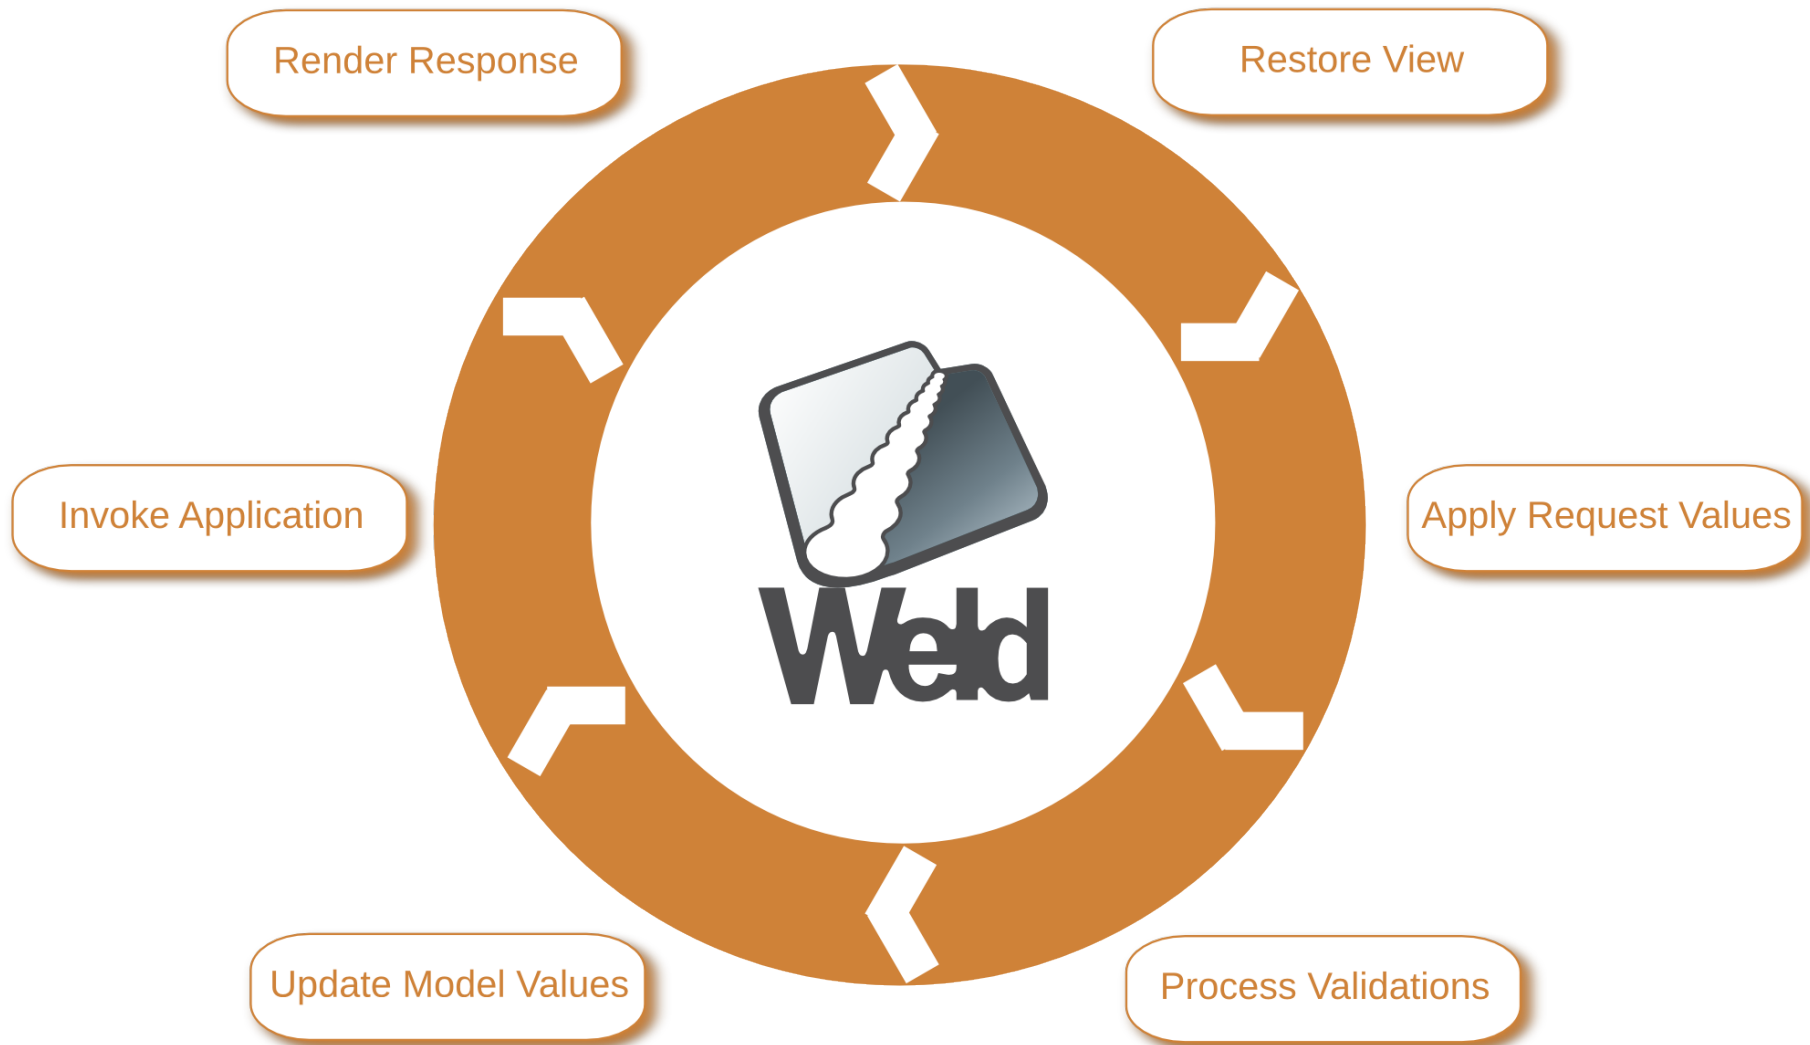 Render Response
Restore View
Invoke Application
Apply Request Values
Weld
Update Model Values
Process Validations